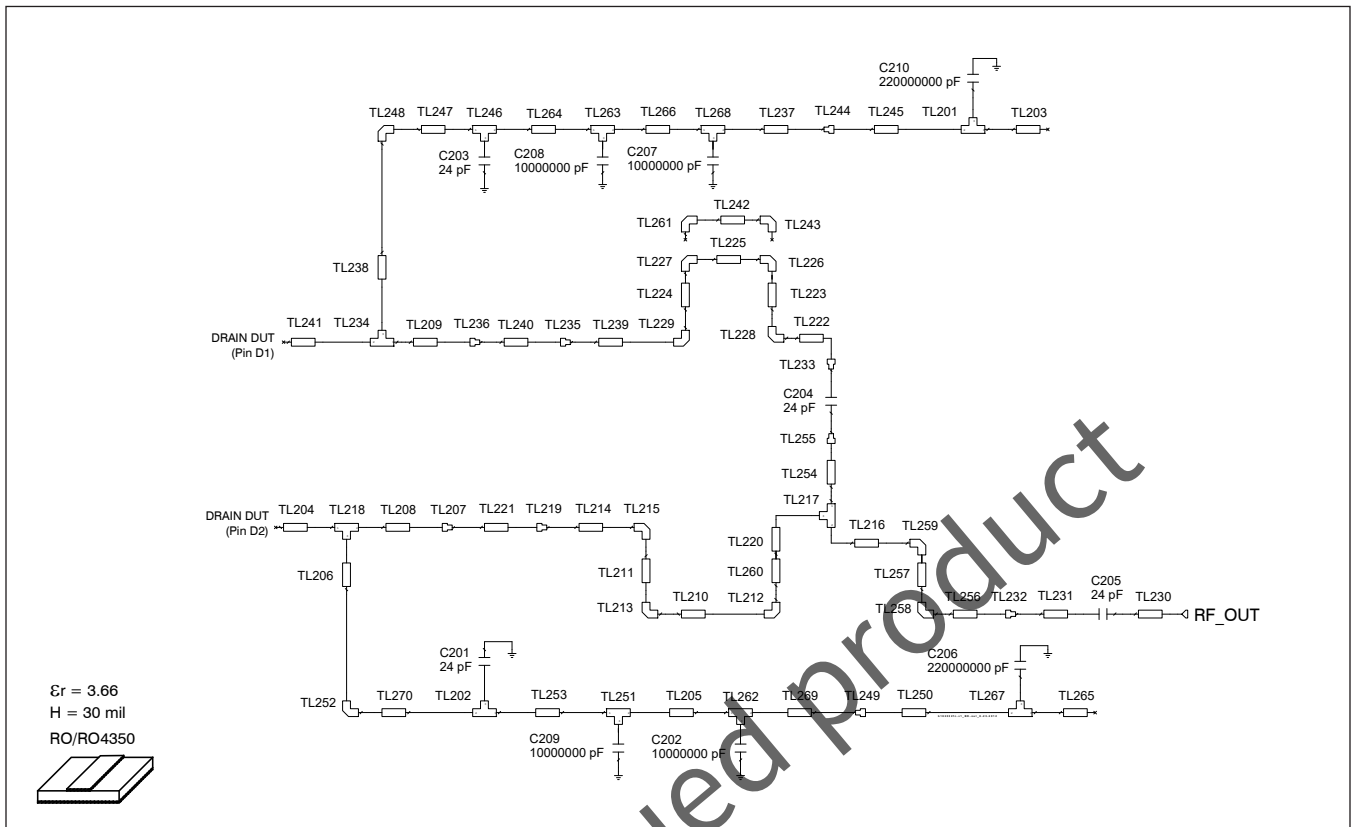 C210
220000000 pF
TL248 TL247 TL246 TL264 TL263 TL266 TL268 TL237 TL244 TL245 TL201 TL203
C203
24 pF
C208
10000000 pF
C207
10000000 pF
TL242
TL261 TL243
TL225
TL227 TL226
TL238
TL224 TL223
DRAIN DUT
(Pin D1)
TL241 TL234 TL209 TL236 TL240 TL235 TL239 TL229
TL228 TL222
TL233
C204
24 pF
TL255
TL254
TL217
DRAIN DUT
(Pin D2)
TL204 TL218 TL208 TL207 TL221 TL219 TL214 TL215
TL220 TL216 TL259
TL206 TL211 TL260 TL257
TL213 TL210 TL212 TL258 TL256 TL232 TL231
C205
24 pF
TL230
RF_OUT
C201
24 pF
C206
220000000 pF
TL252 TL270 TL202 TL253 TL251 TL205 TL262 TL269 TL249 TL250 TL267 TL265
C209
10000000 pF
C202
10000000 pF
εr = 3.66
H = 30 mil
RO/RO4350
ued product